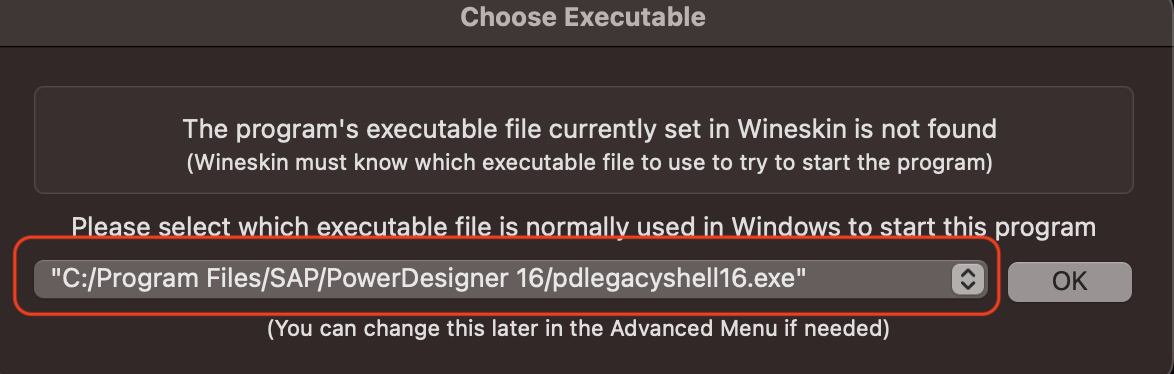 Choose Executable
The program's executable file currently set in Wineskin is not found
(Wineskin must know which executable file to use to try to start the program)
Please select which executable file is normally used in Windows to start this program
"C:/Program Files/SAP/PowerDesigner 16/pdlegacyshell16.exe"
OK
(You can change this later in the Advanced Menu if needed)